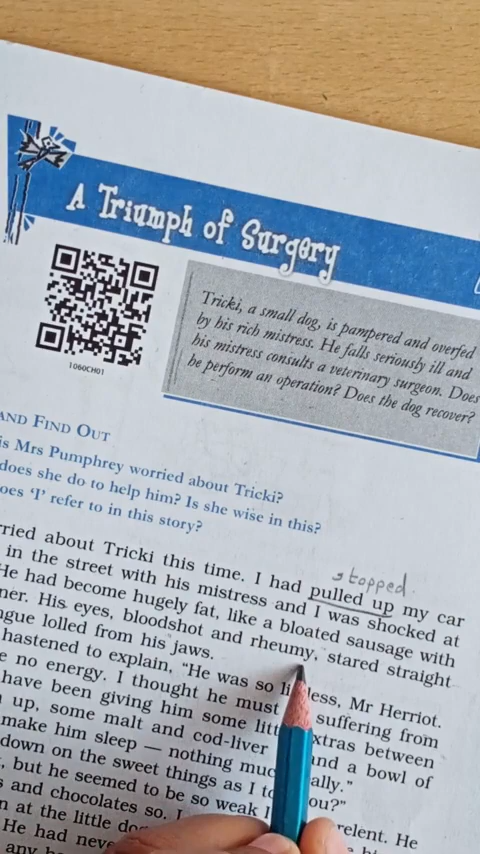 A Triumph of Surgery
1060CH01
Tricki, a small dog, is pampered and overfed
by his rich mistress. He falls seriously ill and
his mistress consults a veterinary surgeon. Does
he perform an operation? Does the dog recover?
AND FIND OUT
is Mrs Pumphrey worried about Tricki?
does she do to help him? Is she wise in this?
oes ‘I’ refer to in this story?
stopped
rried about Tricki this time. I had pulled up my car
in the street with his mistress and I was shocked at
He had become hugely fat, like a bloated sausage with
ner. His eyes, bloodshot and rheumy, stared straight
ngue lolled from his jaws.
hastened to explain, “He was so less, Mr Herriot.
e no energy. I thought he must suffering from
have been giving him some litt extras between
up, some malt and cod-liver and a bowl of
make him sleep — nothing muc ally.”
down on the sweet things as I to ou?”
, but he seemed to be so weak I relent. He
s and chocolates so. I
n at the little do
He had neve